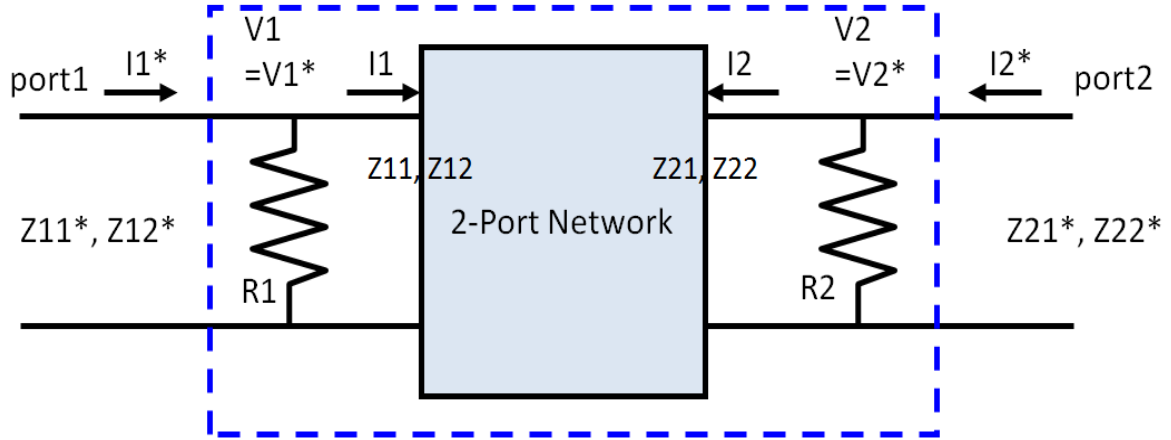 port1
I1*
V1
=V1*
I1
I2
V2
=V2*
I2*
port2
Z11, Z12
Z21, Z22
2-Port Network
Z11*, Z12*
Z21*, Z22*
R1
R2